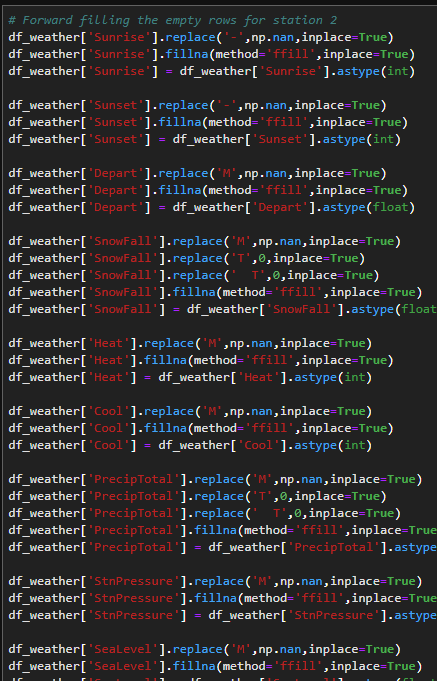 # Forward filling the empty rows for station 2
df_weather['Sunrise'].replace('-',np.nan,inplace=True)
df_weather['Sunrise'].fillna(method='ffill',inplace=True)
df_weather['Sunrise'] = df_weather['Sunrise'].astype(int)
df_weather['Sunset'].replace('-',np.nan,inplace=True)
df_weather['Sunset'].fillna(method='ffill',inplace=True)
df_weather['Sunset'] = df_weather['Sunset'].astype(int)
df_weather['Depart'].replace('M',np.nan,inplace=True)
df_weather['Depart'].fillna(method='ffill',inplace=True)
df_weather['Depart'] = df_weather['Depart'].astype(float)
df_weather['SnowFall'].replace('M',np.nan,inplace=True)
df_weather['SnowFall'].replace('T',0,inplace=True)
df_weather['SnowFall'].replace('  T',0,inplace=True)
df_weather['SnowFall'].fillna(method='ffill',inplace=True)
df_weather['SnowFall'] = df_weather['SnowFall'].astype(float
df_weather['Heat'].replace('M',np.nan,inplace=True)
df_weather['Heat'].fillna(method='ffill',inplace=True)
df_weather['Heat'] = df_weather['Heat'].astype(int)
df_weather['Cool'].replace('M',np.nan,inplace=True)
df_weather['Cool'].fillna(method='ffill',inplace=True)
df_weather['Cool'] = df_weather['Cool'].astype(int)
df_weather['PrecipTotal'].replace('M',np.nan,inplace=True)
df_weather['PrecipTotal'].replace('T',0,inplace=True)
df_weather['PrecipTotal'].replace('  T',0,inplace=True)
df_weather['PrecipTotal'].fillna(method='ffill',inplace=True
df_weather['PrecipTotal'] = df_weather['PrecipTotal'].astype
df_weather['StnPressure'].replace('M',np.nan,inplace=True)
df_weather['StnPressure'].fillna(method='ffill',inplace=True
df_weather['StnPressure'] = df_weather['StnPressure'].astype
df_weather['SeaLevel'].replace('M',np.nan,inplace=True)
df_weather['SeaLevel'].fillna(method='ffill',inplace=True)